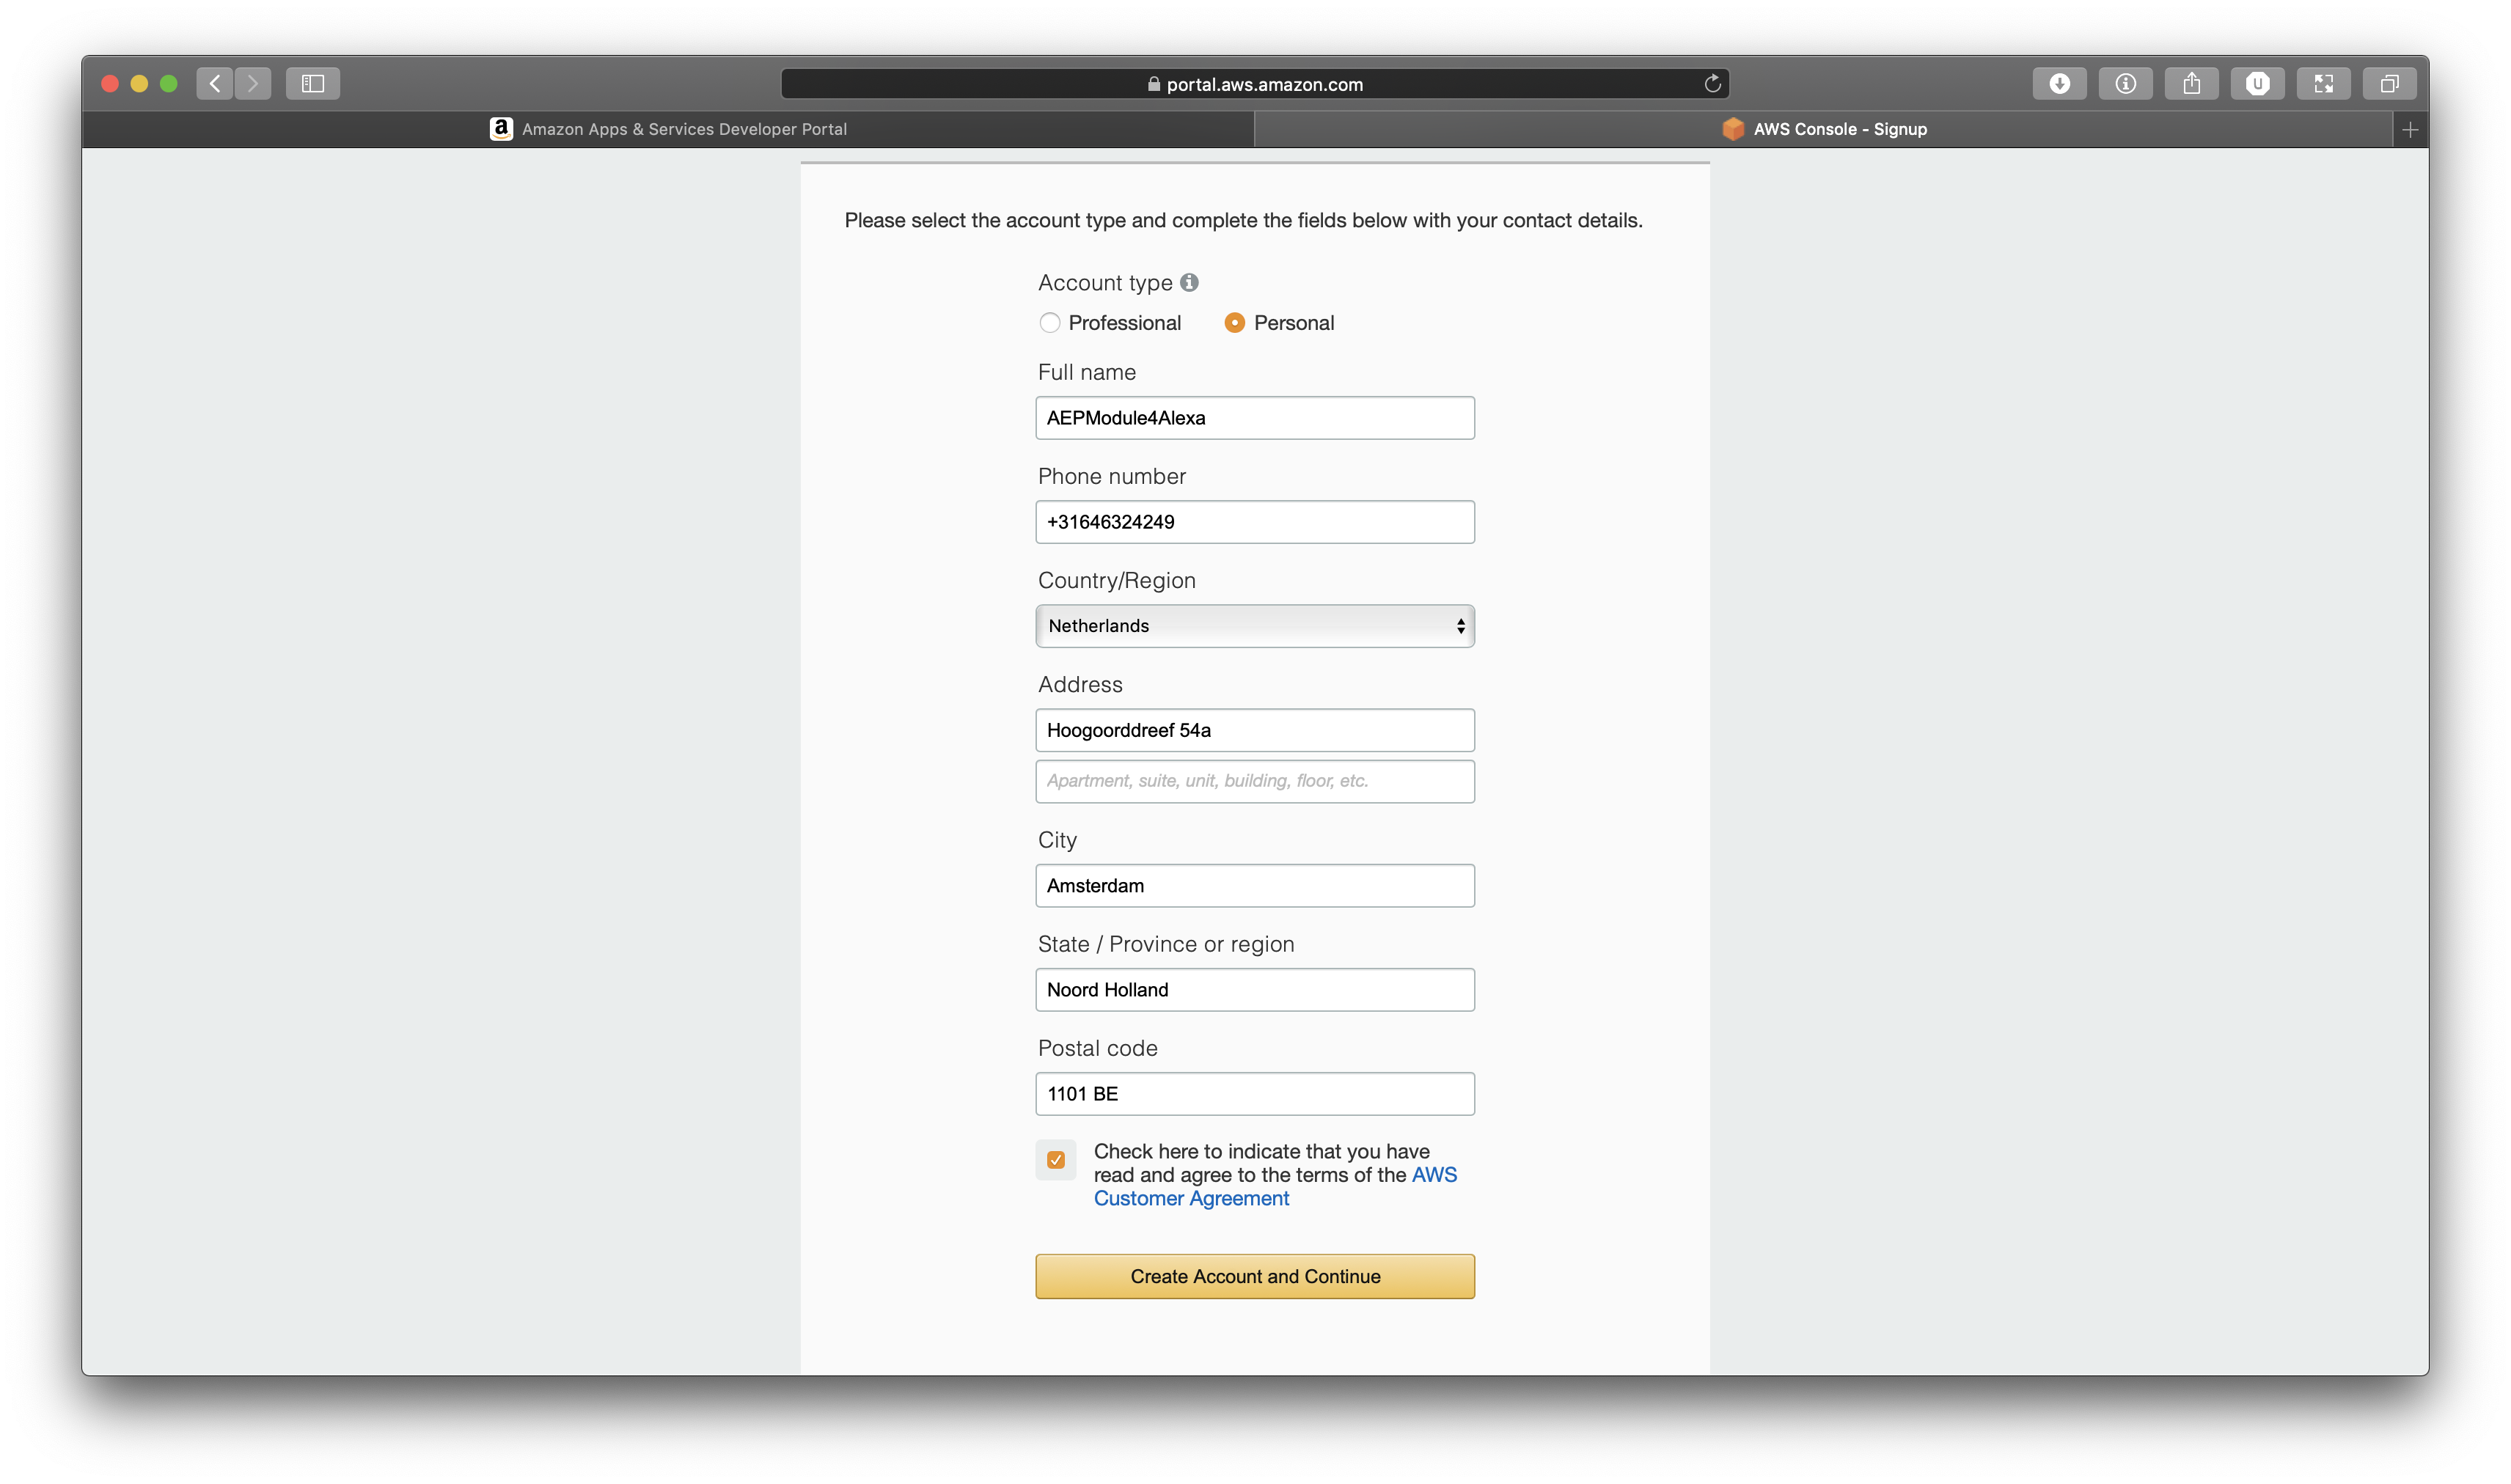 portal.aws.amazon.com
Amazon Apps & Services Developer Portal
AWS Console - Signup
Please select the account type and complete the fields below with your contact details.
Account type
Professional
Personal
Full name
AEPModule4Alexa
Phone number
+31646324249
Country/Region
Netherlands
Address
Hoogoorddreef 54a
Apartment, suite, unit, building, floor, etc.
City
Amsterdam
State / Province or region
Noord Holland
Postal code
1101 BE
Check here to indicate that you have
read and agree to the terms of the AWS
Customer Agreement
Create Account and Continue